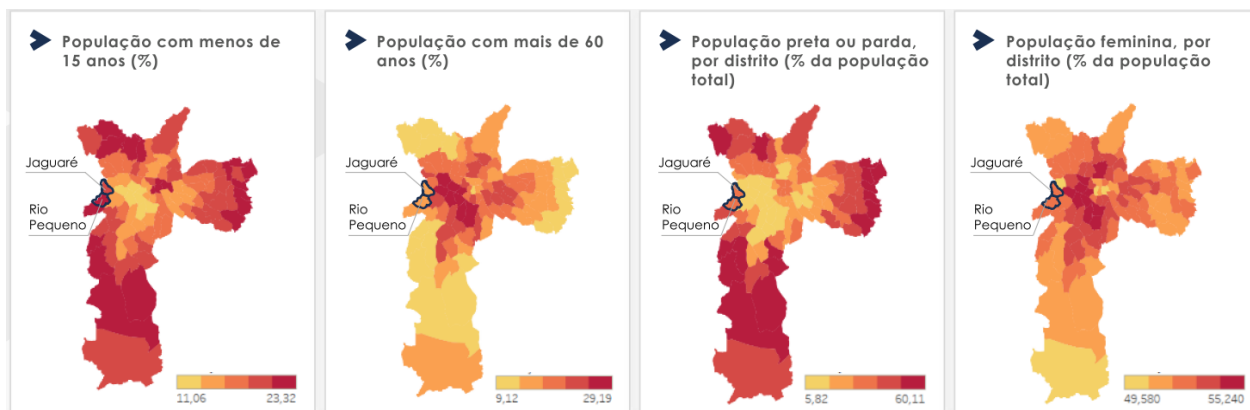 População com menos de
15 anos (%)
Jaguaré
Rio
Pequeno
11,06 23,32
População com mais de 60
anos (%)
Jaguaré
Rio
Pequeno
9,12 29,19
População preta ou parda,
por distrito (% da população
total)
Jaguaré
Rio
Pequeno
5,82 60,11
População feminina, por
distrito (% da população
total)
Jaguaré
Rio
Pequeno
49,580 55,240